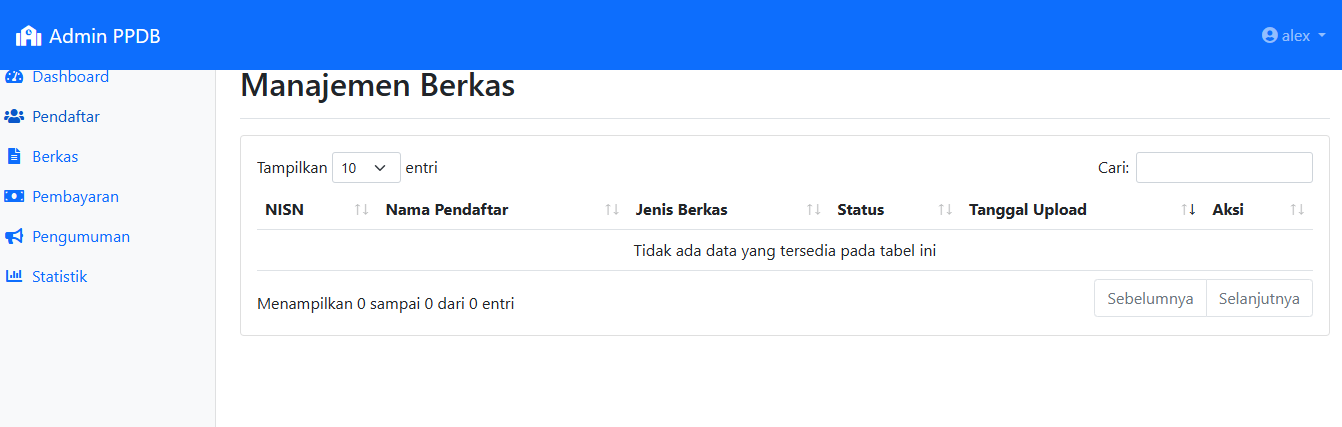 Admin PPDB
alex
Dashboard
Pendaftar
Berkas
Pembayaran
Pengumuman
Statistik
Manajemen Berkas
Tampilkan 10 entri
Cari:
NISN Nama Pendaftar Jenis Berkas Status Tanggal Upload Aksi
Tidak ada data yang tersedia pada tabel ini
Menampilkan 0 sampai 0 dari 0 entri
Sebelumnya Selanjutnya